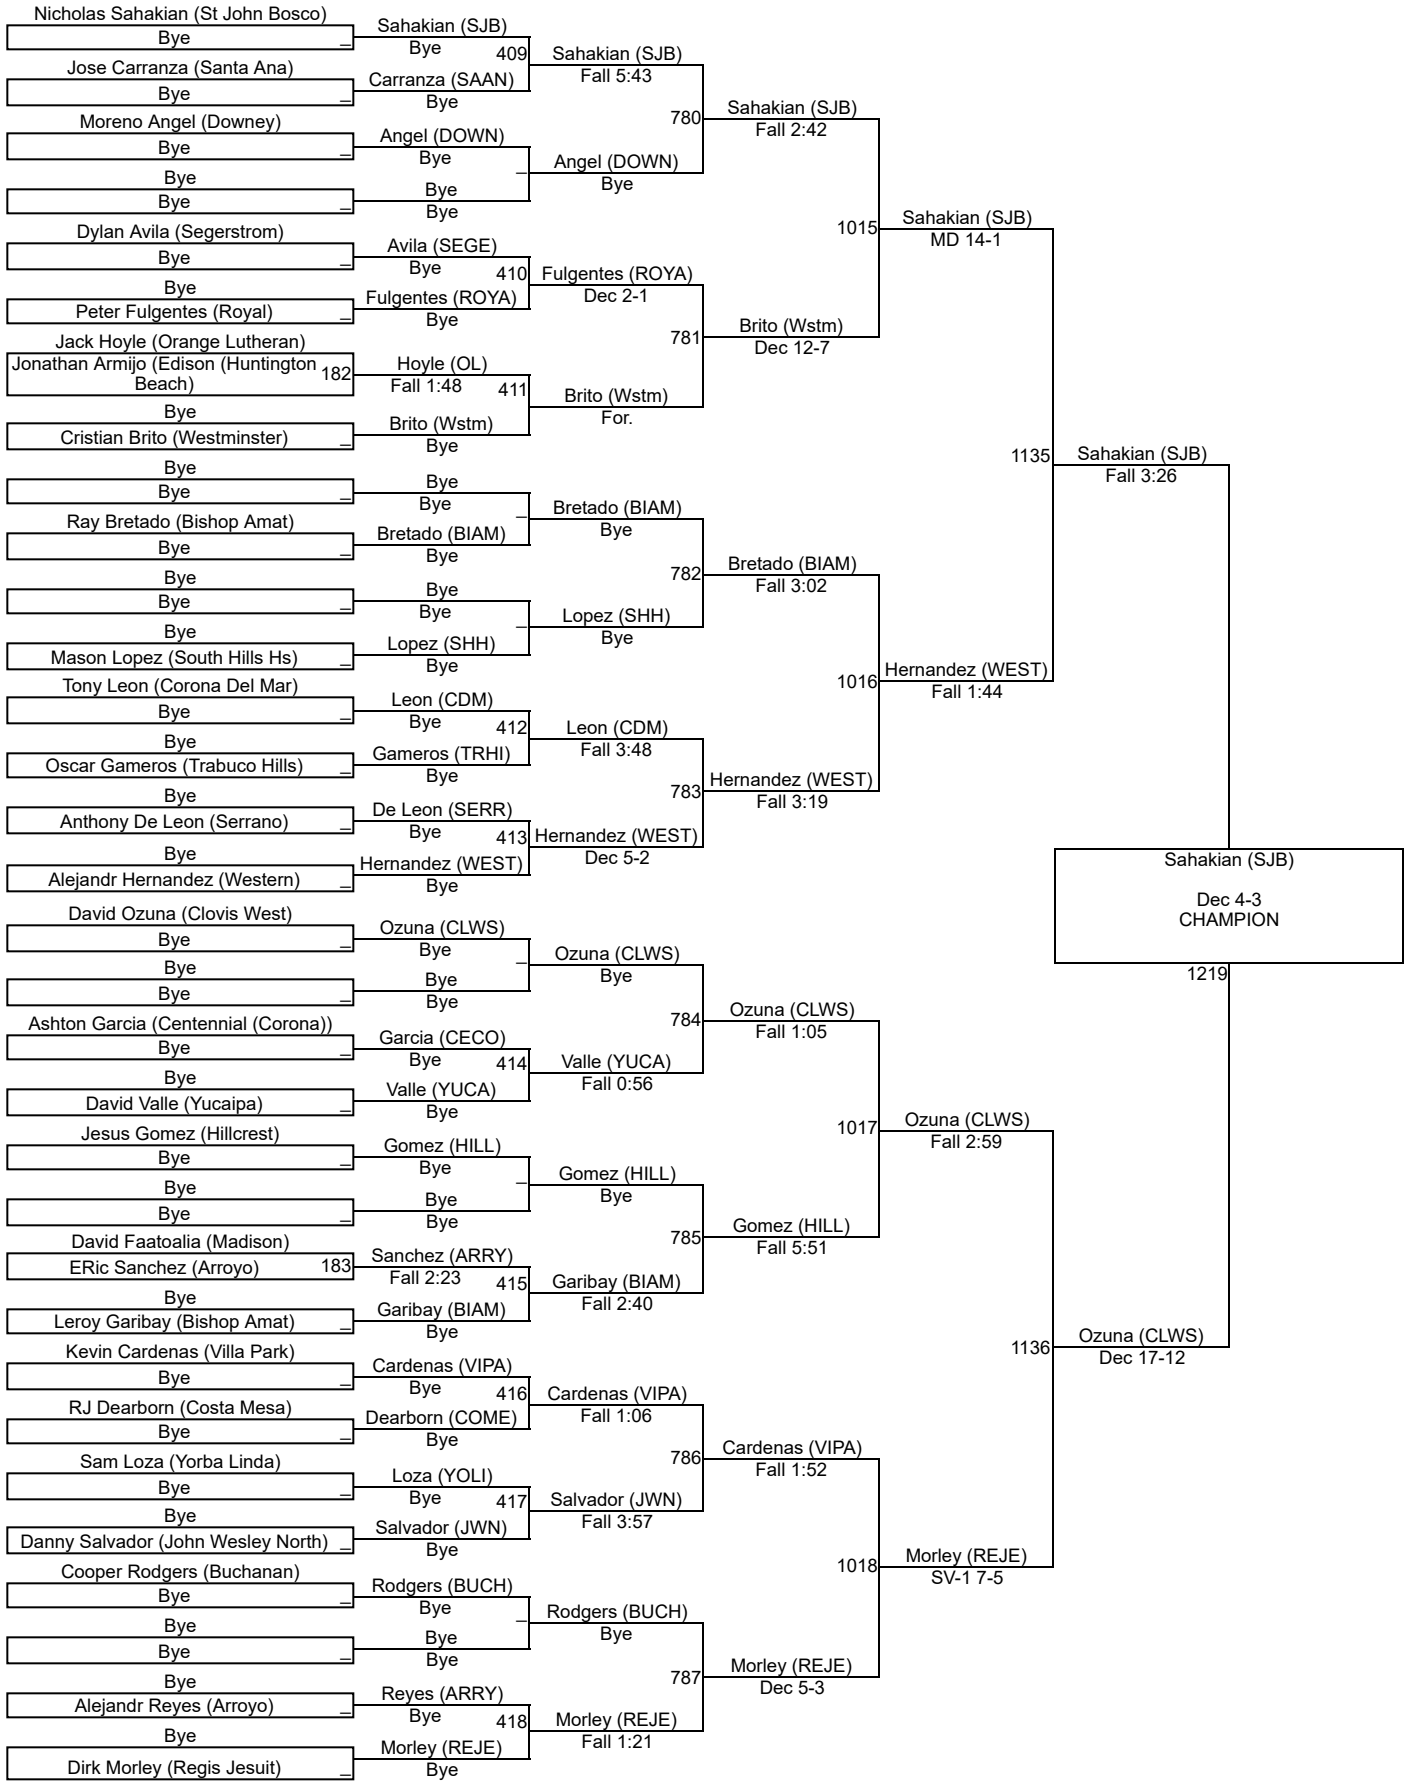 Nicholas Sahakian (St John Bosco)
Bye _
Sahakian (SJB)
Bye
409
Jose Carranza (Santa Ana)
Bye _
Carranza (SAAN)
Bye
Sahakian (SJB)
Fall 5:43
780
Moreno Angel (Downey)
Bye _
Angel (DOWN)
Bye
_
Bye
Bye _
Bye
Bye
Angel (DOWN)
Bye
Sahakian (SJB)
Fall 2:42
1015
Dylan Avila (Segerstrom)
Bye _
Avila (SEGE)
Bye
410
Bye
Peter Fulgentes (Royal) _
Fulgentes (ROYA)
Bye
Fulgentes (ROYA)
Dec 2-1
781
Jack Hoyle (Orange Lutheran)
Jonathan Armijo (Edison (Huntington
Beach)
182
Hoyle (OL)
Fall 1:48
411
Bye
Cristian Brito (Westminster) _
Brito (Wstm)
Bye
Brito (Wstm)
For.
Brito (Wstm)
Dec 12-7
Sahakian (SJB)
MD 14-1
1135
Bye
Bye _
Bye
Bye
_
Ray Bretado (Bishop Amat)
Bye _
Bretado (BIAM)
Bye
Bretado (BIAM)
Bye
782
Bye
Bye _
Bye
Bye
_
Bye
Mason Lopez (South Hills Hs) _
Lopez (SHH)
Bye
Lopez (SHH)
Bye
Bretado (BIAM)
Fall 3:02
1016
Tony Leon (Corona Del Mar)
Bye _
Leon (CDM)
Bye
412
Bye
Oscar Gameros (Trabuco Hills) _
Gameros (TRHI)
Bye
Leon (CDM)
Fall 3:48
783
Bye
Anthony De Leon (Serrano) _
De Leon (SERR)
Bye
413
Bye
Alejandr Hernandez (Western) _
Hernandez (WEST)
Bye
Hernandez (WEST)
Dec 5-2
Hernandez (WEST)
Fall 3:19
Hernandez (WEST)
Fall 1:44
Sahakian (SJB)
Fall 3:26
Sahakian (SJB)
Dec 4-3
CHAMPION
1219
David Ozuna (Clovis West)
Bye _
Ozuna (CLWS)
Bye
_
Bye
Bye _
Bye
Bye
Ozuna (CLWS)
Bye
784
Ashton Garcia (Centennial (Corona))
Bye _
Garcia (CECO)
Bye
414
Bye
David Valle (Yucaipa) _
Valle (YUCA)
Bye
Valle (YUCA)
Fall 0:56
Ozuna (CLWS)
Fall 1:05
1017
Jesus Gomez (Hillcrest)
Bye _
Gomez (HILL)
Bye
_
Bye
Bye _
Bye
Bye
Gomez (HILL)
Bye
785
David Faatoalia (Madison)
ERic Sanchez (Arroyo) 183
Sanchez (ARRY)
Fall 2:23
415
Bye
Leroy Garibay (Bishop Amat) _
Garibay (BIAM)
Bye
Garibay (BIAM)
Fall 2:40
Gomez (HILL)
Fall 5:51
Ozuna (CLWS)
Fall 2:59
1136
Kevin Cardenas (Villa Park)
Bye _
Cardenas (VIPA)
Bye
416
RJ Dearborn (Costa Mesa)
Bye _
Dearborn (COME)
Bye
Cardenas (VIPA)
Fall 1:06
786
Sam Loza (Yorba Linda)
Bye _
Loza (YOLI)
Bye
417
Bye
Danny Salvador (John Wesley North) _
Salvador (JWN)
Bye
Salvador (JWN)
Fall 3:57
Cardenas (VIPA)
Fall 1:52
1018
Cooper Rodgers (Buchanan)
Bye _
Rodgers (BUCH)
Bye
_
Bye
Bye _
Bye
Bye
Rodgers (BUCH)
Bye
787
Bye
Alejandr Reyes (Arroyo) _
Reyes (ARRY)
Bye
418
Bye
Dirk Morley (Regis Jesuit) _
Morley (REJE)
Bye
Morley (REJE)
Fall 1:21
Morley (REJE)
Dec 5-3
Morley (REJE)
SV-1 7-5
Ozuna (CLWS)
Dec 17-12